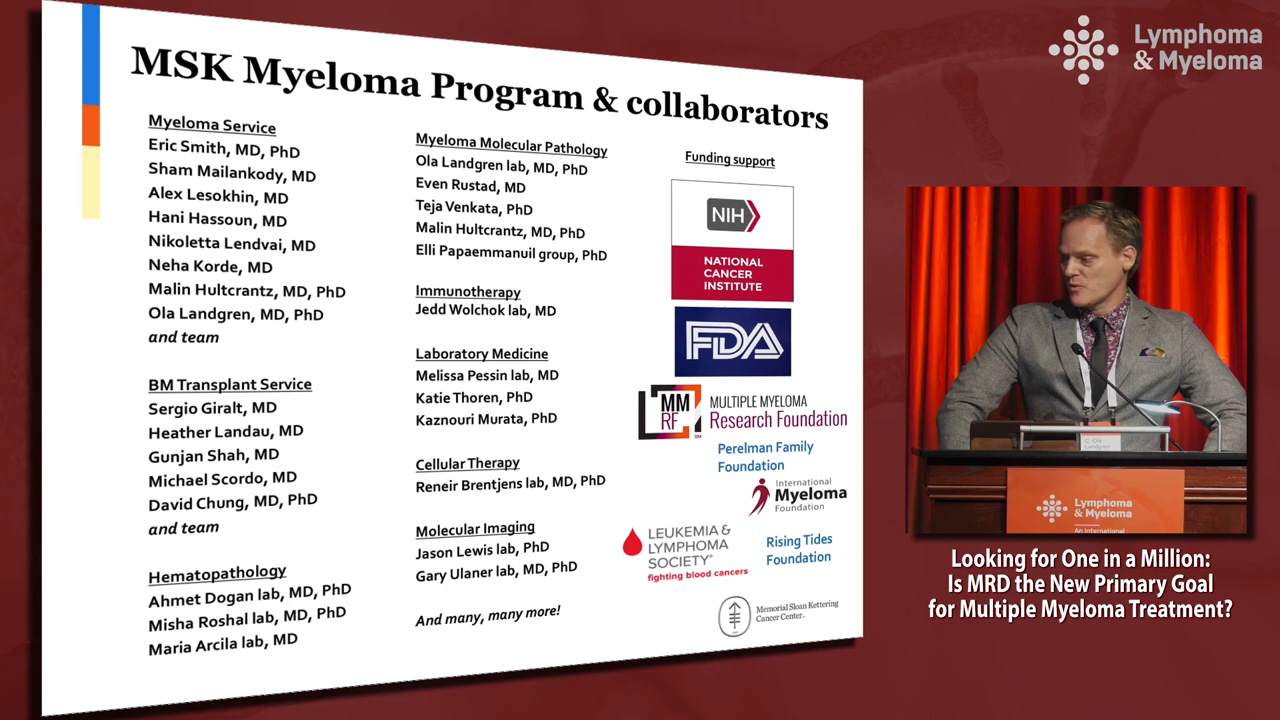 MSK Myeloma Program & collaborators
Myeloma Service
Eric Smith, MD, PhD
Sham Mailankody, MD
Alex Lesokhin, MD
Hani Hassoun, MD
Nikoletta Lendvai, MD
Neha Korde, MD
Malin Hultcrantz, MD, PhD
Ola Landgren, MD, PhD
and team
BM Transplant Service
Sergio Giralt, MD
Heather Landau, MD
Gunjan Shah, MD
Michael Scordo, MD
David Chung, MD, PhD
and team
Hematopathology
Ahmet Dogan lab, MD, PhD
Misha Roshal lab, MD, PhD
Maria Arcila lab, MD
Myeloma Molecular Pathology
Ola Landgren lab, MD, PhD
Even Rustad, MD
Teja Venkata, PhD
Malin Hultcrantz, MD, PhD
Elli Papaemmanuil group, PhD
Immunotherapy
Jedd Wolchok lab, MD
Laboratory Medicine
Melissa Pessin lab, MD
Katie Thoren, PhD
Kaznouri Murata, PhD
Cellular Therapy
Reneir Brentjens lab, MD, PhD
Molecular Imaging
Jason Lewis lab, PhD
Gary Ulaner lab, MD, PhD
And many, many more!
Funding support
NIH
NATIONAL
CANCER
INSTITUTE
FDA
MM
RF
MULTIPLE MYELOMA
Research Foundation
Perelman Family
Foundation
International
Myeloma
Foundation
LEUKEMIA &
LYMPHOMA
SOCIETY®
fighting blood cancers
Rising Tides
Foundation
Memorial Sloan Kettering
Cancer Center
Lymphoma
& Myeloma
C. Ola
Landgren
Lymphoma
& Myeloma
An International
Looking for One in a Million:
Is MRD the New Primary Goal
for Multiple Myeloma Treatment?